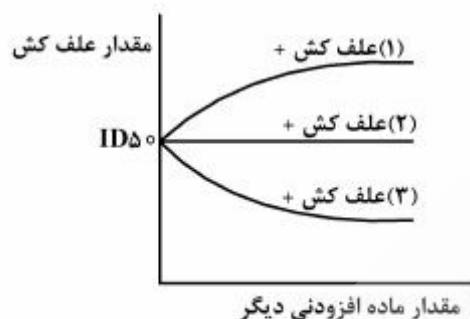 مقدار علف کش
(۱)علف کش +
ID۵۰
(۲)علف کش +
(۳)علف کش +
مقدار ماده افزودنی دیگر